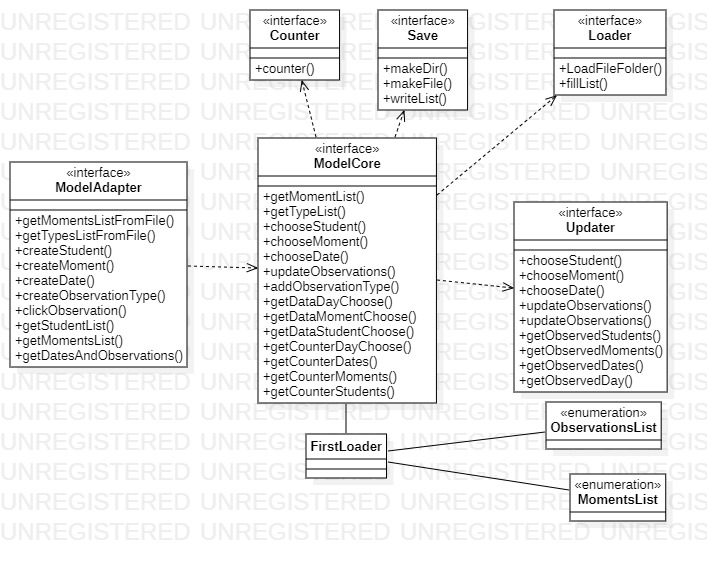 «interface»
Counter
+counter()
«interface»
Save
+makeDir()
+makeFile()
+writeList()
«interface»
Loader
+LoadFileFolder()
+fillList()
«interface»
ModelAdapter
+getMomentsListFromFile()
+getTypesListFromFile()
+createStudent()
+createMoment()
+createDate()
+createObservationType()
+clickObservation()
+getStudentList()
+getMomentsList()
+getDatesAndObservations()
«interface»
ModelCore
+getMomentList()
+getTypeList()
+chooseStudent()
+chooseMoment()
+chooseDate()
+updateObservations()
+addObservationType()
+getDataDayChoose()
+getDataMomentChoose()
+getDataStudentChoose()
+getCounterDayChoose()
+getCounterDates()
+getCounterMoments()
+getCounterStudents()
«interface»
Updater
+chooseStudent()
+chooseMoment()
+chooseDate()
+updateObservations()
+updateObservations()
+getObservedStudents()
+getObservedMoments()
+getObservedDates()
+getObservedDay()
FirstLoader
«enumeration»
ObservationsList
«enumeration»
MomentsList
UNREGISTERED